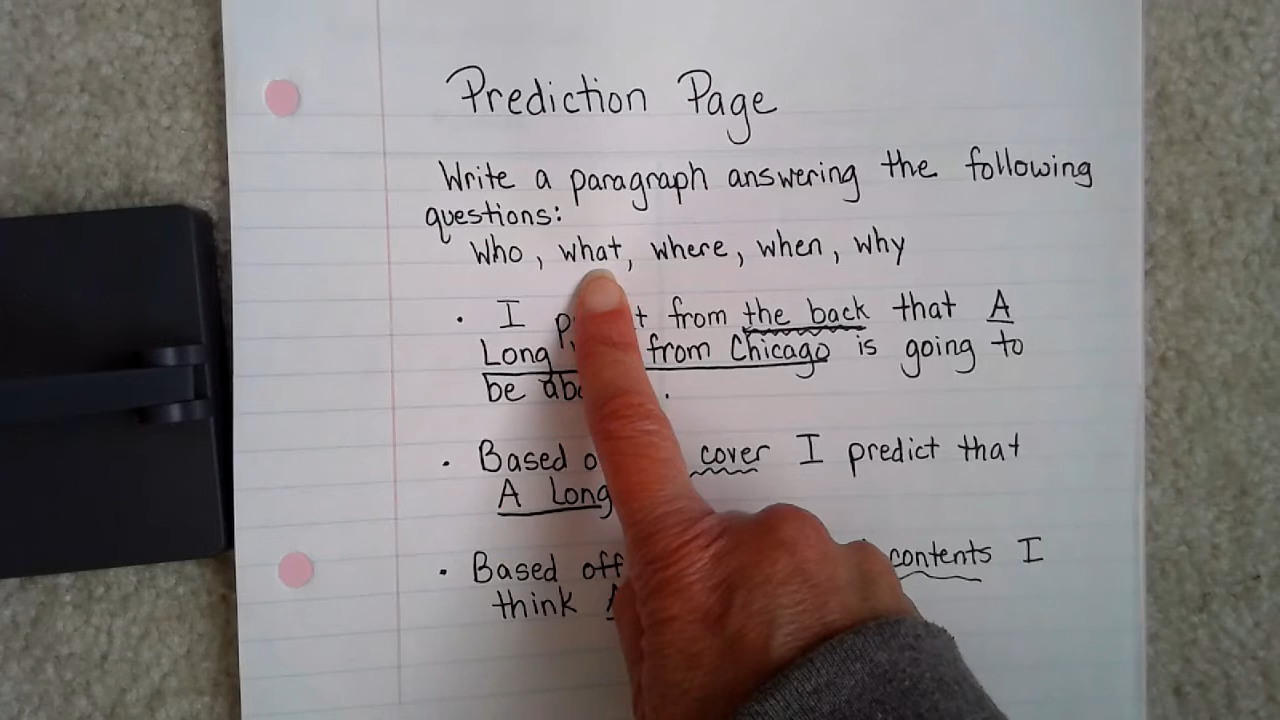 Prediction Page
Write a paragraph answering the following
questions:
Who, what, where, when, why
• I from the back that A
Long from Chicago is going to
be .
• Based cover I predict that
A Long
• Based off contents I
think